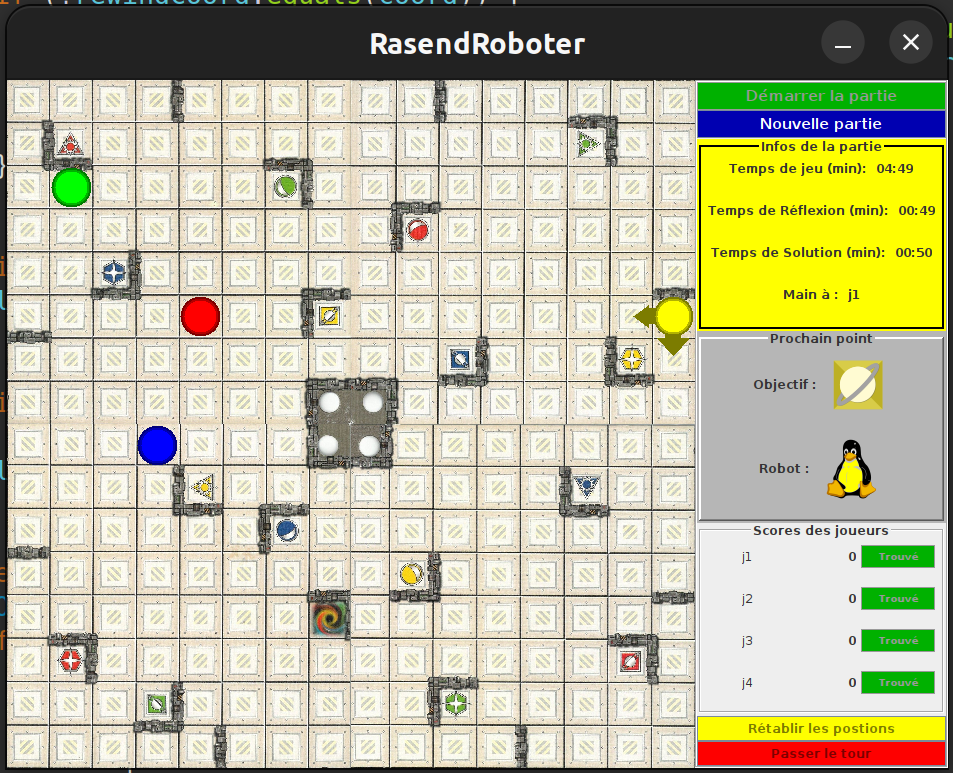 RasendRoboter
Démarrer la partie
Nouvelle partie
Infos de la partie
Temps de jeu (min): 04:49
Temps de Réflexion (min): 00:49
Temps de Solution (min): 00:50
Main à : j1
Prochain point
Objectif :
Robot :
Scores des joueurs
j1 0 Trouvé
j2 0 Trouvé
j3 0 Trouvé
j4 0 Trouvé
Rétablir les postions
Passer le tour